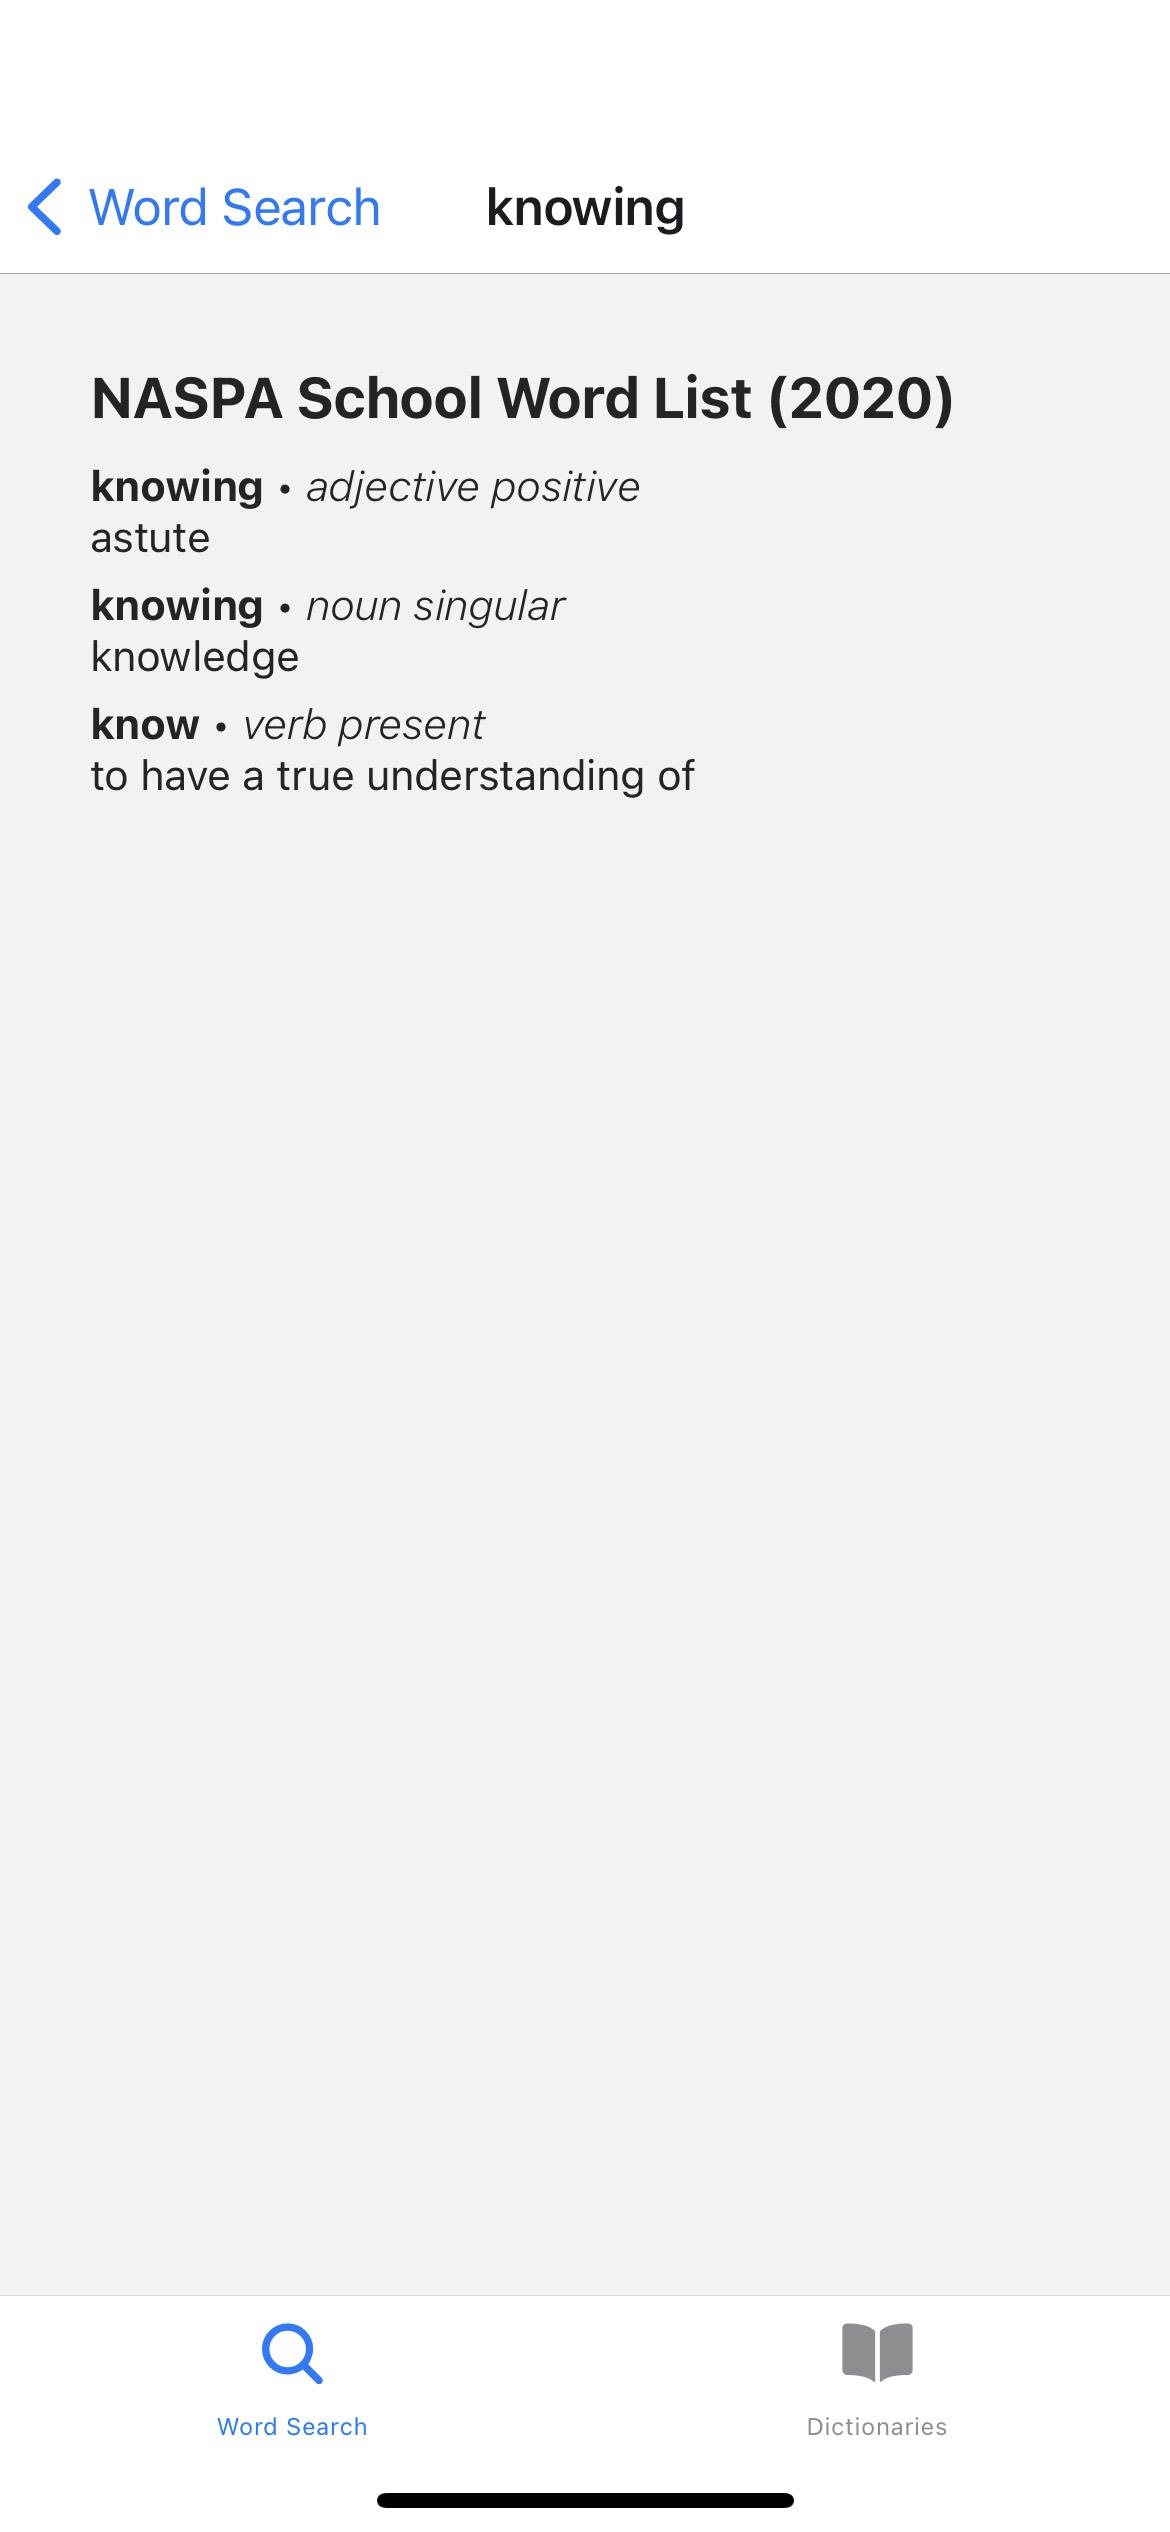 Word Search
knowing
NASPA School Word List (2020)
knowing • adjective positive
astute
knowing • noun singular
knowledge
know • verb present
to have a true understanding of
Word Search
Dictionaries